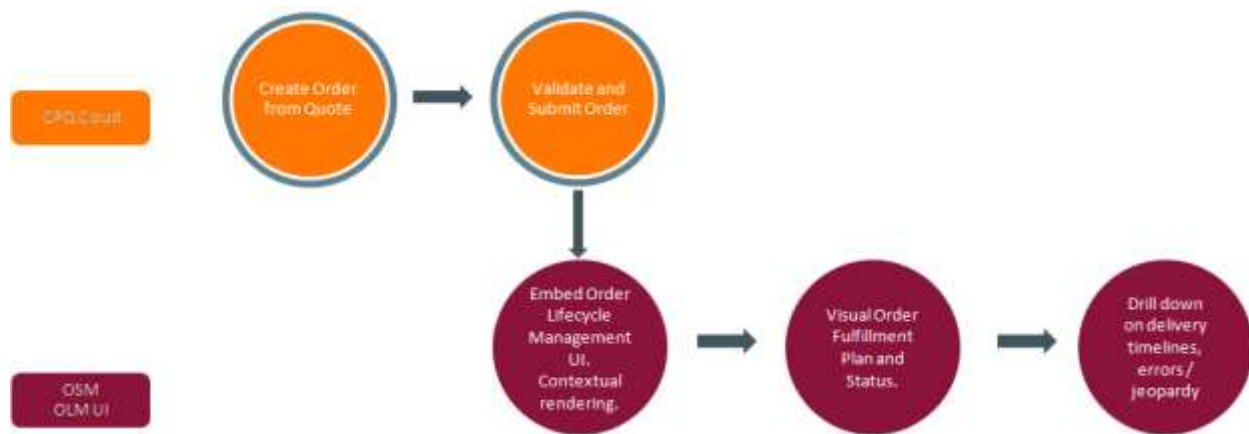 Create Order
from Quote
Validate and
Submit Order
CPQ Cloud
Embed Order
Lifecycle
Management
UI.
Contextual
rendering.
Visual Order
Fulfillment
Plan and
Status.
Drill down
on delivery
timelines,
errors /
jeopardy
OSM
OLM UI